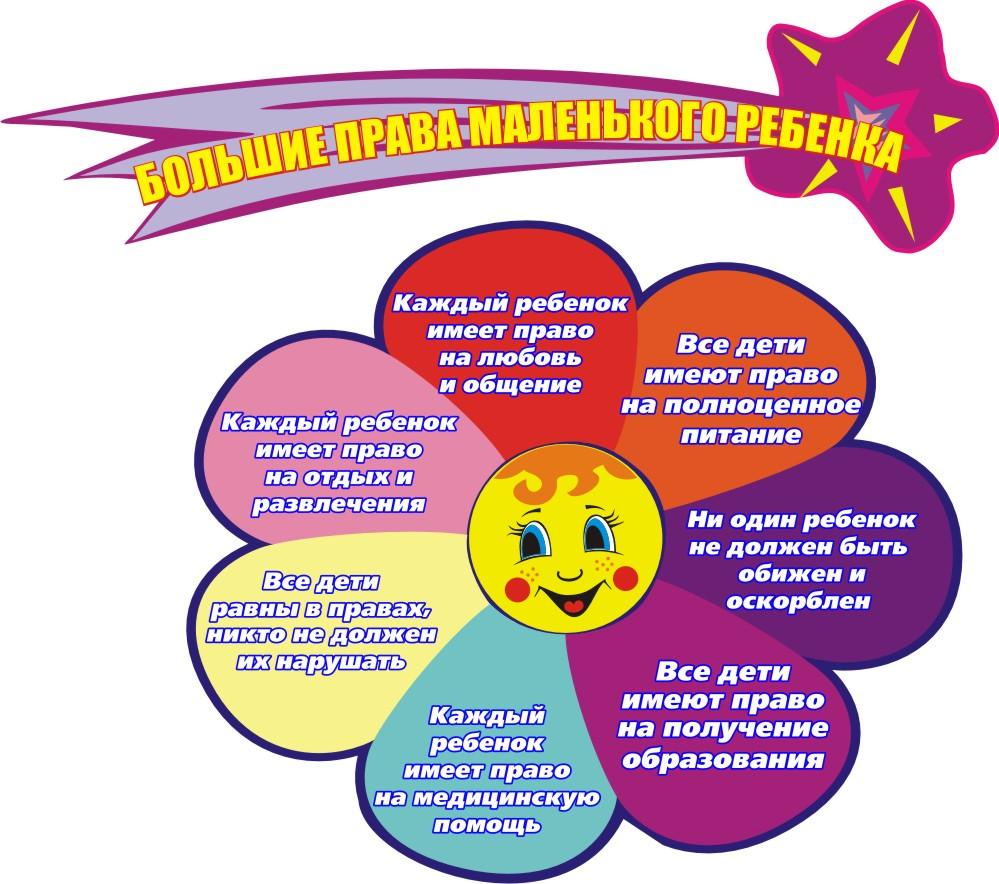 БОЛЬШИЕ ПРАВА МАЛЕНЬКОГО РЕБЕНКА
Каждый ребенок
имеет право
на любовь
и общение
Все дети
имеют право
на полноценное
питание
Ни один ребенок
не должен быть
обижен и
оскорблен
Все дети
имеют право
на получение
образования
Каждый
ребенок
имеет право
на медицинскую
помощь
Все дети
равны в правах,
никто не должен
их нарушать
Каждый ребенок
имеет право
на отдых и
развлечения